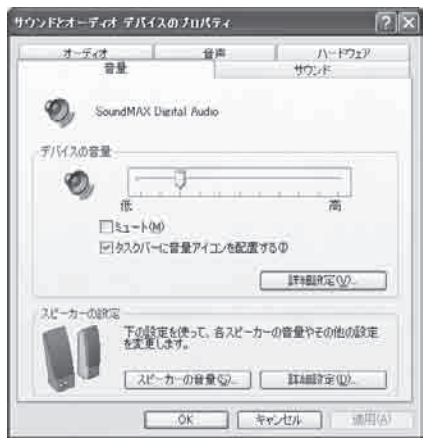 サウンドとオーディオ デバイスのプロパティ
オーディオ 音声 ハードウェア
音量 サウンド
SoundMAX Digital Audio
デバイスの音量
低 高
ミュート(M)
タスクバーに音量アイコンを配置する(I)
詳細設定(V)...
スピーカーの設定
下の設定を使って、各スピーカーの音量やその他の設定
を変更します。
スピーカーの音量(S)... 詳細設定(D)...
OK キャンセル 適用(A)